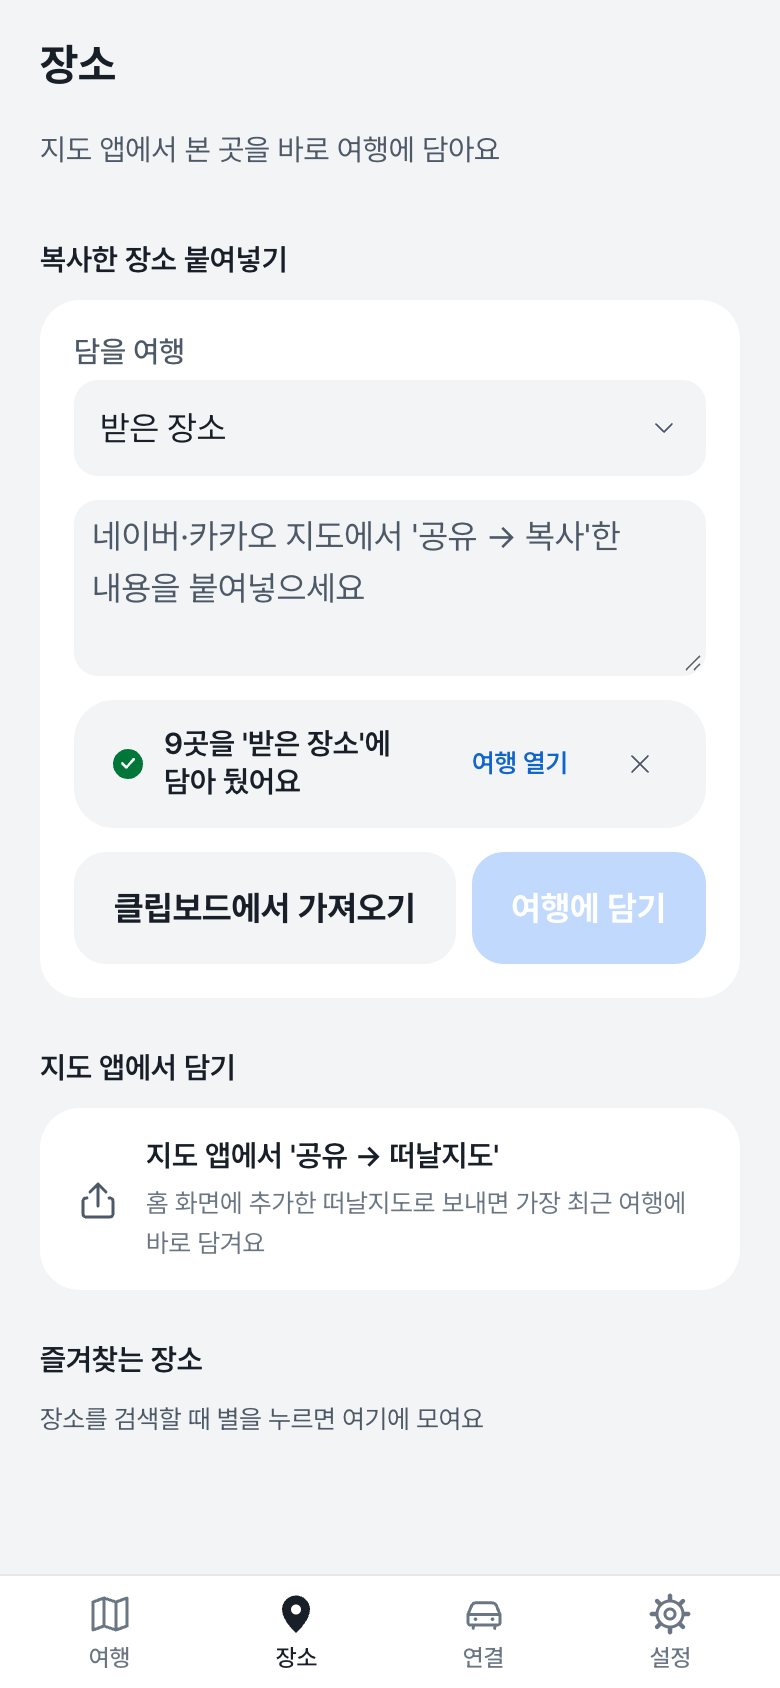 장소
지도 앱에서 본 곳을 바로 여행에 담아요
복사한 장소 붙여넣기
담을 여행
받은 장소
네이버·카카오 지도에서 '공유 → 복사'한
내용을 붙여넣으세요
9곳을 '받은 장소'에
담아 뒀어요
여행 열기
클립보드에서 가져오기
여행에 담기
지도 앱에서 담기
지도 앱에서 '공유 → 떠날지도'
홈 화면에 추가한 떠날지도로 보내면 가장 최근 여행에
바로 담겨요
즐겨찾는 장소
장소를 검색할 때 별을 누르면 여기에 모여요
여행
장소
연결
설정